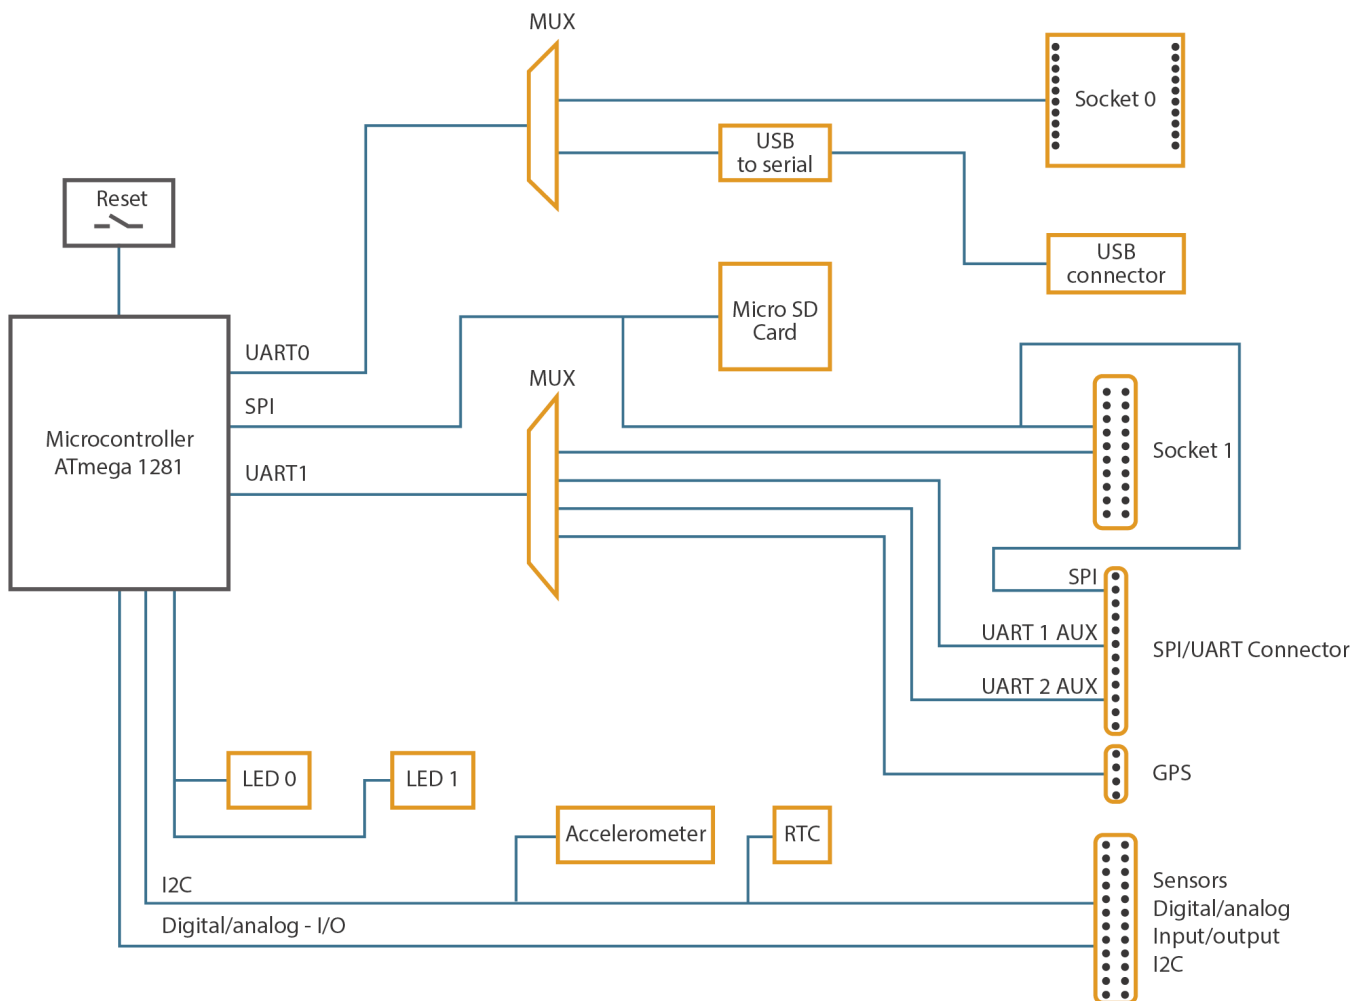 MUX
Socket 0
USB
to serial
Reset
USB
connector
Micro SD
Card
UART0
MUX
SPI
Microcontroller
ATmega 1281
Socket 1
UART1
SPI
UART 1 AUX
SPI/UART Connector
UART 2 AUX
GPS
LED 0
LED 1
Accelerometer
RTC
I2C
Digital/analog - I/O
Sensors
Digital/analog
Input/output
I2C